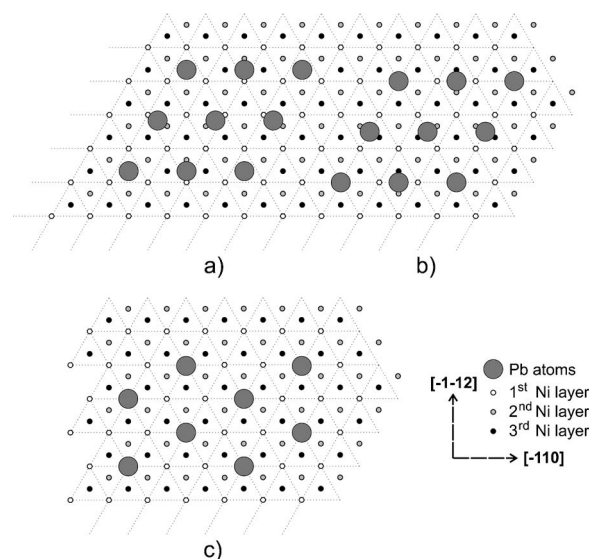 a)
b)
c)
Pb atoms
1st Ni layer
2nd Ni layer
3rd Ni layer
[-1-12]
[-110]